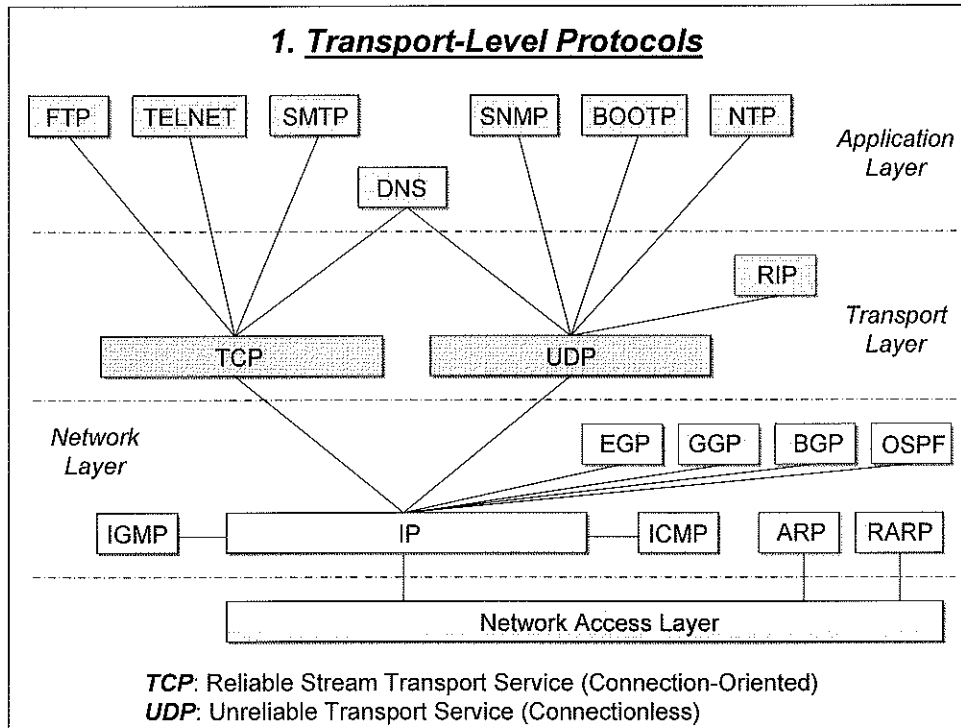 1. Transport-Level Protocols
FTP TELNET SMTP SNMP BOOTP NTP
Application
Layer
DNS
RIP
Transport
Layer
TCP UDP
Network
Layer
EGP GGP BGP OSPF
IGMP IP ICMP ARP RARP
Network Access Layer
TCP: Reliable Stream Transport Service (Connection-Oriented)
UDP: Unreliable Transport Service (Connectionless)